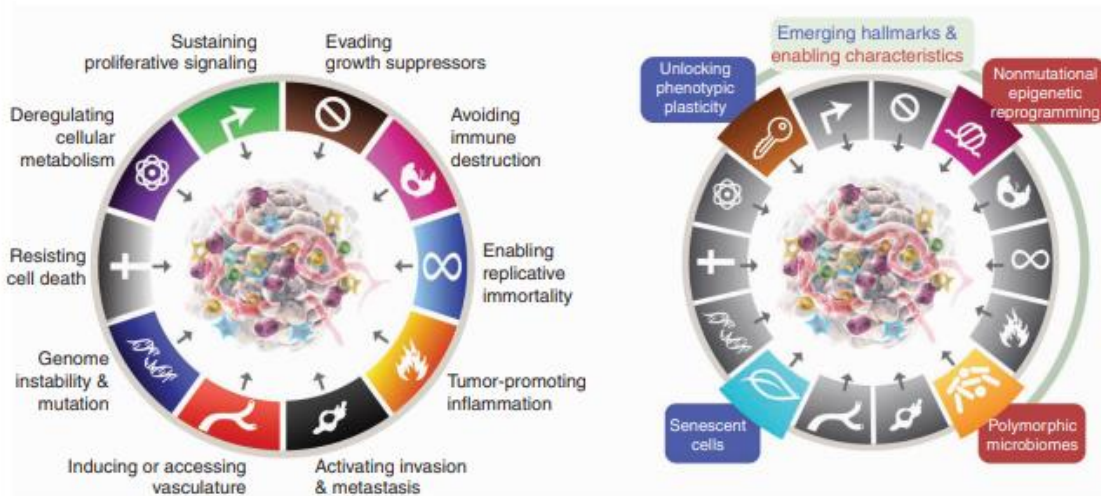 Sustaining
proliferative signaling
Evading
growth suppressors
Deregulating
cellular
metabolism
Avoiding
immune
destruction
Resisting
cell death
Enabling
replicative
immortality
Genome
instability &
mutation
Tumor-promoting
inflammation
Inducing or accessing
vasculature
Activating invasion
& metastasis
Emerging hallmarks &
enabling characteristics
Unlocking
phenotypic
plasticity
Nonmutational
epigenetic
reprogramming
Senescent
cells
Polymorphic
microbiomes